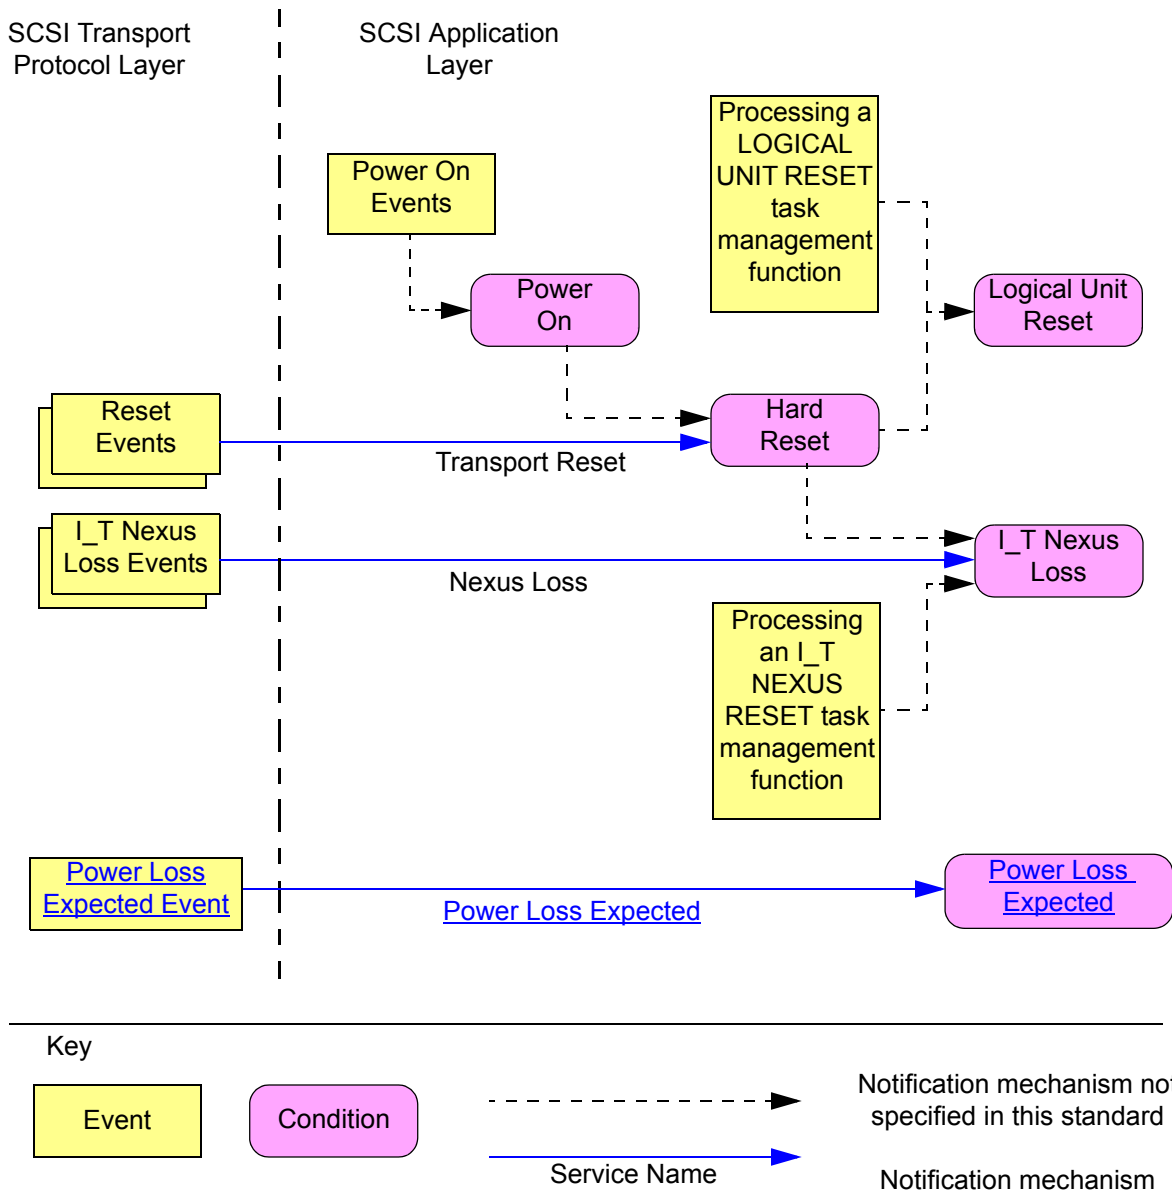 SCSI Transport
Protocol Layer
SCSI Application
Layer
Processing a
LOGICAL
UNIT RESET
task
management
function
Power On
Events
Power
On
Logical Unit
Reset
Reset
Events
Hard
Reset
Transport Reset
I_T Nexus
Loss Events
I_T Nexus
Loss
Nexus Loss
Processing
an I_T
NEXUS
RESET task
management
function
Power Loss
Expected Event
Power Loss Expected
Power Loss
Expected
Key
Event
Condition
Notification mechanism not
specified in this standard
Service Name
Notification mechanism